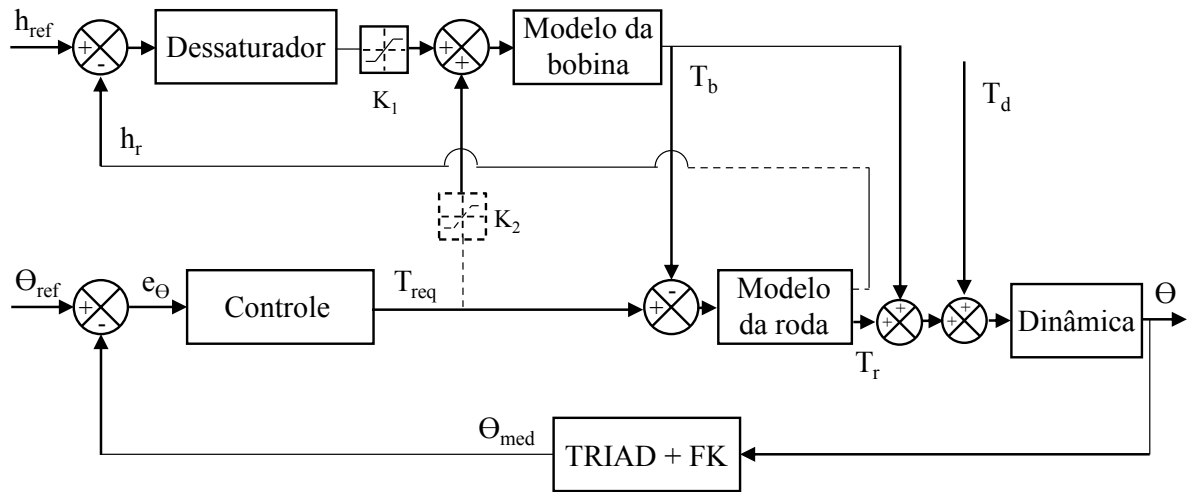 h_ref
+
-
Dessaturador
K_1
+
+
Modelo da
bobina
T_b
T_d
h_r
K_2
ϴ_ref
+
-
e_ϴ
Controle
T_req
-
+
Modelo
da roda
T_r
+
+
+
+
Dinâmica
ϴ
ϴ_med
TRIAD + FK